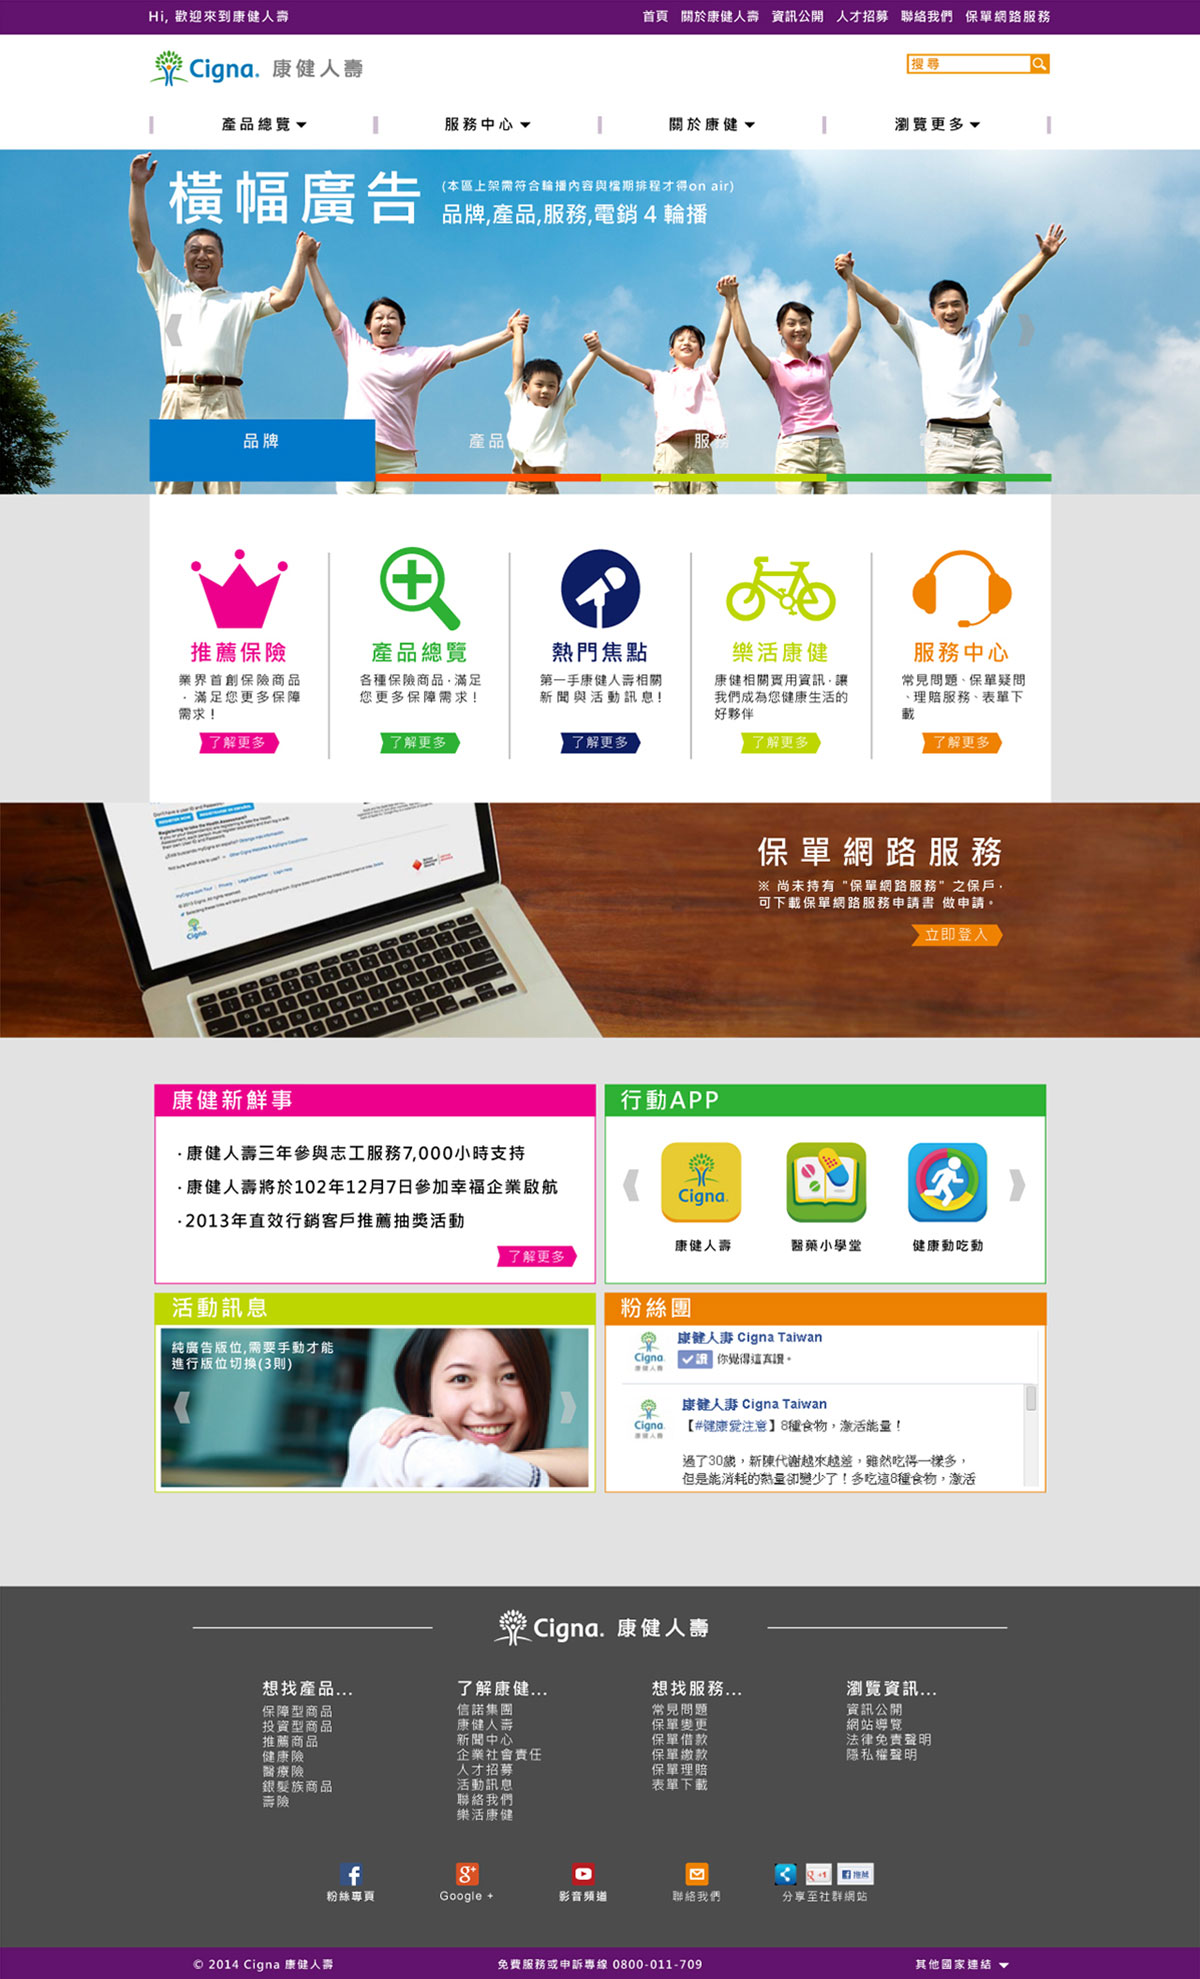 Hi, 歡迎來到康健人壽
首頁 關於康健人壽 資訊公開 人才招募 聯絡我們 保單網路服務
Cigna. 康健人壽
搜尋
產品總覽 服務中心 關於康健 瀏覽更多
橫幅廣告
(本區上架需符合輪播內容與檔期排程才得on air)
品牌,產品,服務,電銷 4 輪播
品牌 產品 服務
推薦保險
業界首創保險商品
，滿足您更多保障
需求！
了解更多
產品總覽
各種保險商品，滿足
您更多保障需求！
了解更多
熱門焦點
第一手康健人壽相關
新聞與活動訊息！
了解更多
樂活康健
康健相關實用資訊，讓
我們成為您健康生活的
好夥伴
了解更多
服務中心
常見問題、保單疑問
、理賠服務、表單下
載
了解更多
Cigna
保單網路服務
※ 尚未持有 "保單網路服務" 之保戶，
可下載保單網路服務申請書 做申請。
立即登入
康健新鮮事
·康健人壽三年參與志工服務7,000小時支持
·康健人壽將於102年12月7日參加幸福企業啟航
·2013年直效行銷客戶推薦抽獎活動
了解更多
行動APP
Cigna.
康健人壽 醫藥小學堂 健康動吃動
活動訊息
純廣告版位,需要手動才能
進行版位切換(3則)
粉絲團
Cigna.
康健人壽
康健人壽 Cigna Taiwan
讚 你覺得這真讚。
Cigna.
康健人壽
康健人壽 Cigna Taiwan
【#健康愛注意】8種食物，激活能量！
過了30歲，新陳代謝越來越差，雖然吃得一樣多，
但是能消耗的熱量卻變少了！多吃這8種食物，激活
Cigna. 康健人壽
想找產品...
保障型商品
投資型商品
推薦商品
健康險
醫療險
銀髮族商品
壽險
了解康健...
信諾集團
康健人壽
新聞中心
企業社會責任
人才招募
活動訊息
聯絡我們
樂活康健
想找服務...
常見問題
保單變更
保單借款
保單繳款
保單理賠
表單下載
瀏覽資訊...
資訊公開
網站導覽
法律免責聲明
隱私權聲明
粉絲專頁
Google +
影音頻道
聯絡我們
+1 推薦
分享至社群網站
© 2014 Cigna 康健人壽
免費服務或申訴專線 0800-011-709
其他國家連結